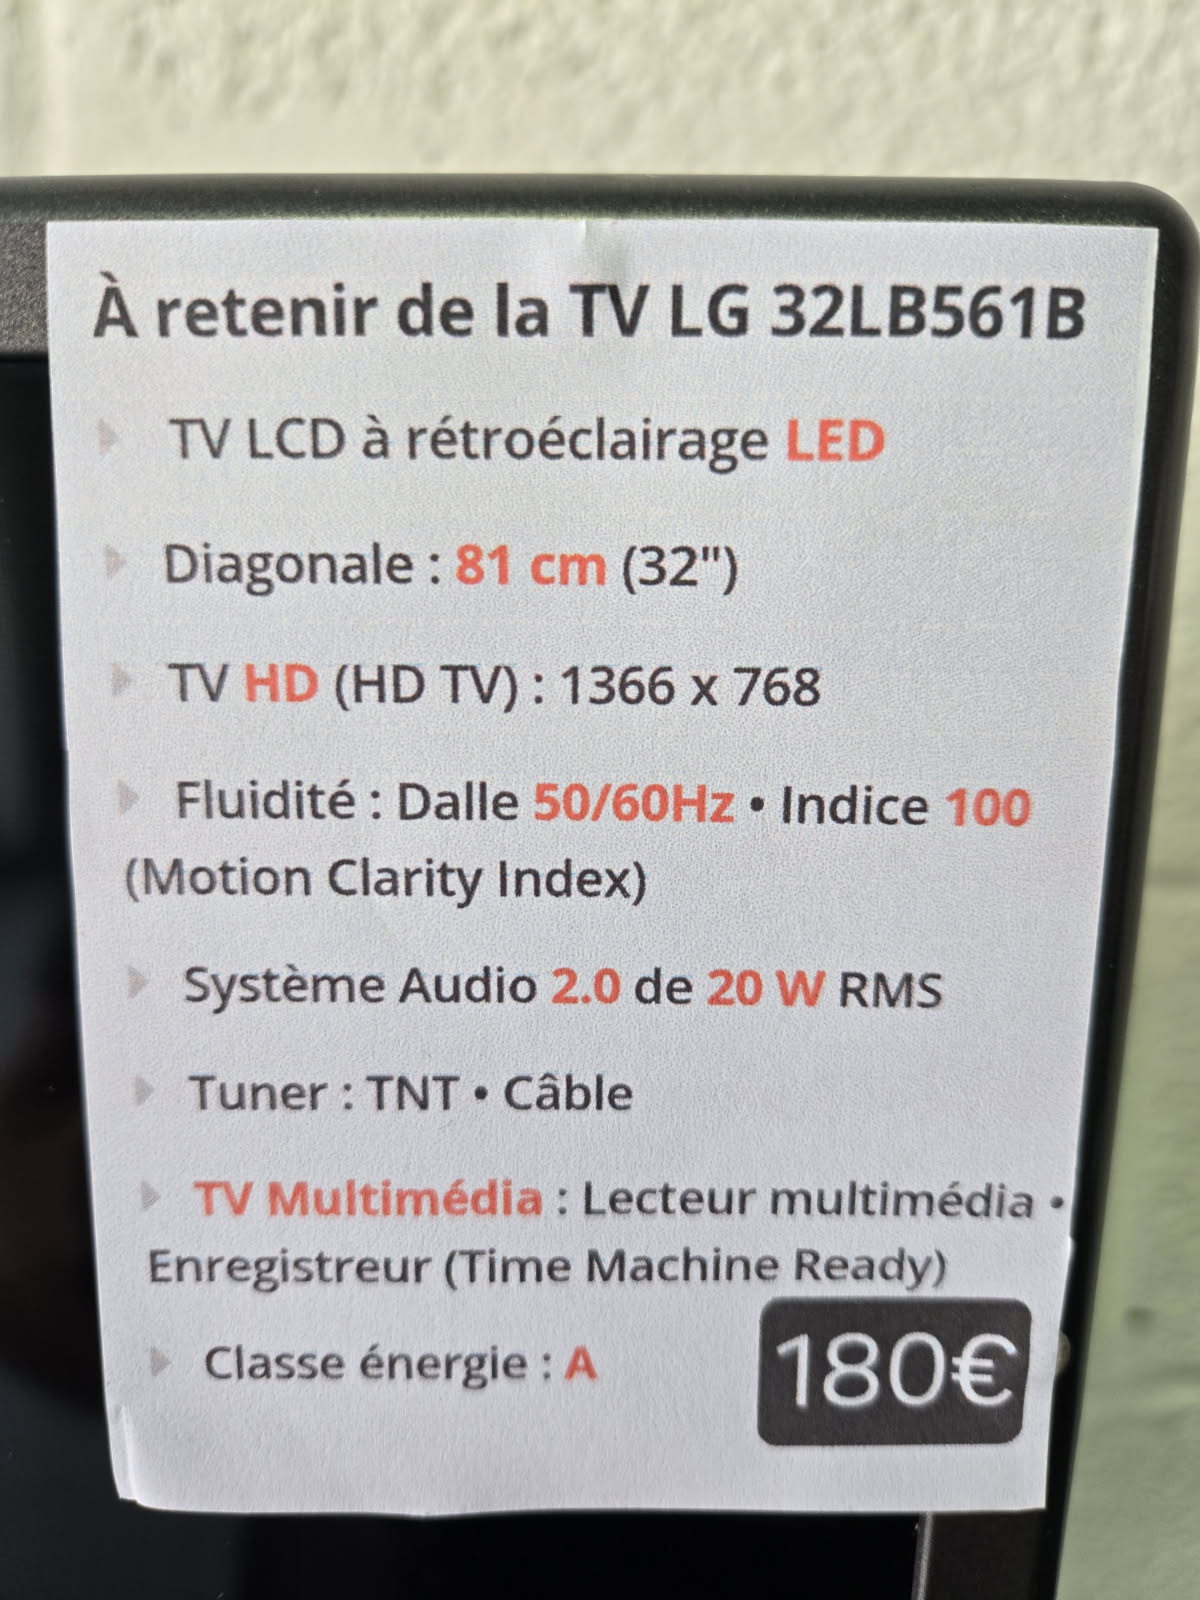 À retenir de la TV LG 32LB561B
TV LCD à rétroéclairage LED
Diagonale : 81 cm (32")
TV HD (HD TV) : 1366 x 768
Fluidité : Dalle 50/60Hz • Indice 100
(Motion Clarity Index)
Système Audio 2.0 de 20 W RMS
Tuner : TNT • Câble
TV Multimédia : Lecteur multimédia •
Enregistreur (Time Machine Ready)
Classe énergie : A
180€